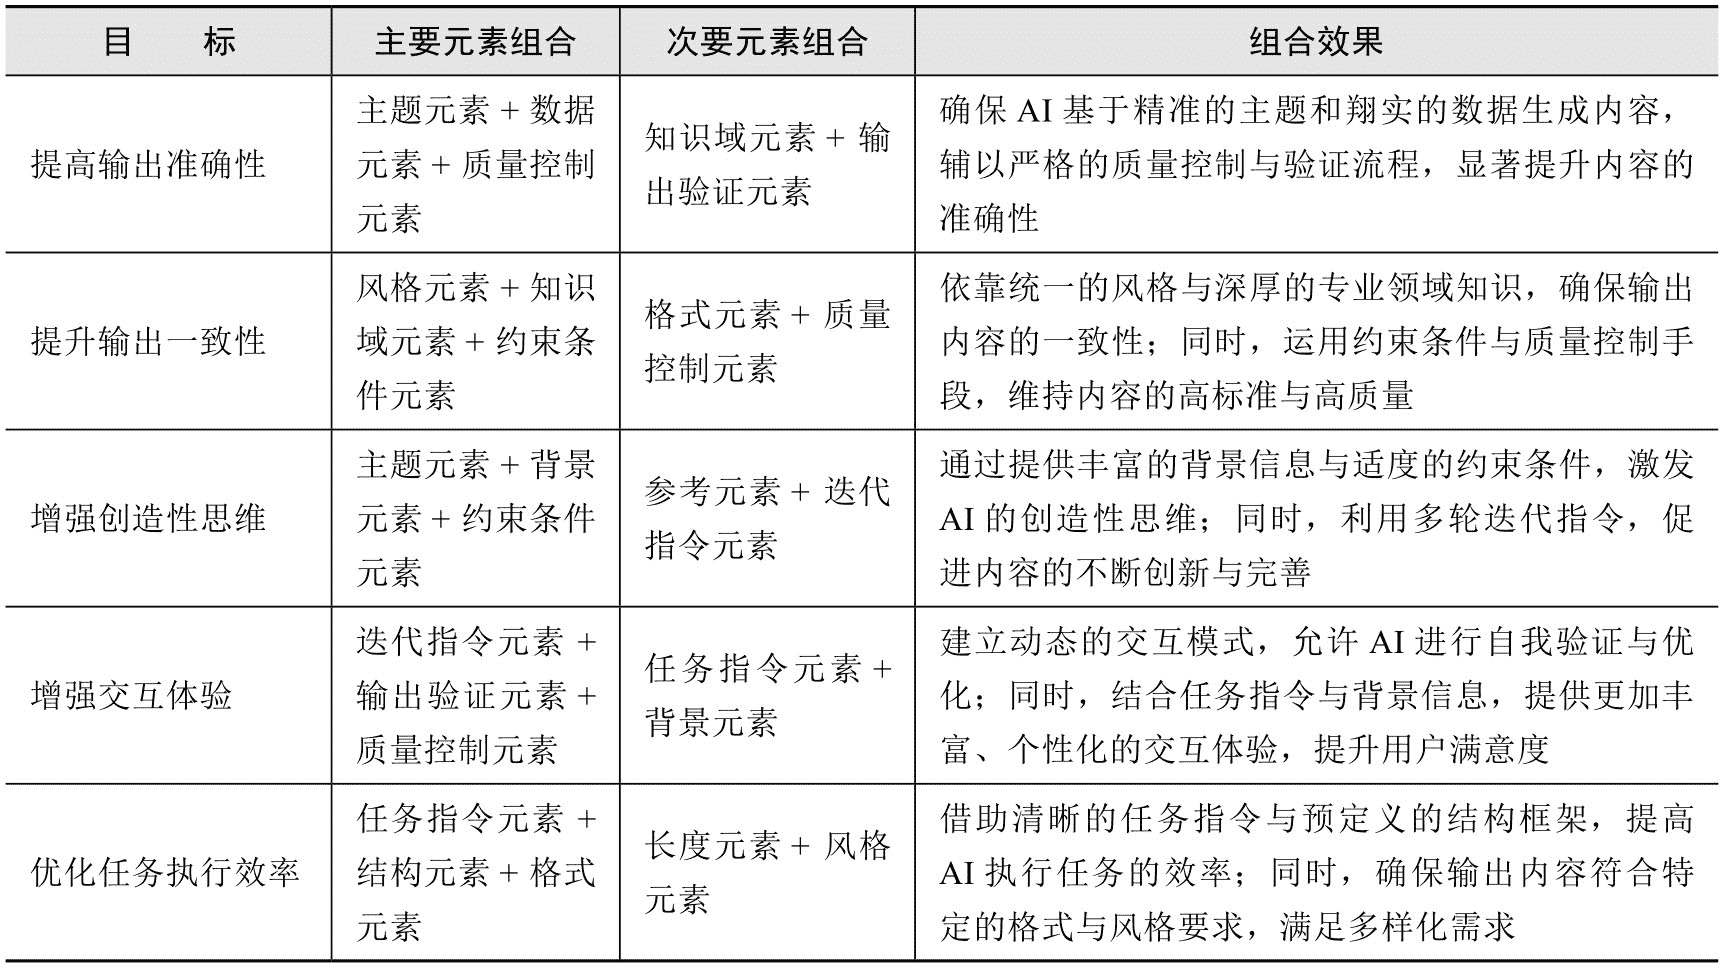 目 标
主要元素组合
次要元素组合
组合效果
提高输出准确性
主题元素 + 数据
元素 + 质量控制
元素
知识域元素 + 输
出验证元素
确保 AI 基于精准的主题和翔实的数据生成内容，
辅以严格的质量控制与验证流程，显著提升内容的
准确性
提升输出一致性
风格元素 + 知识
域元素 + 约束条
件元素
格式元素 + 质量
控制元素
依靠统一的风格与深厚的专业领域知识，确保输出
内容的一致性；同时，运用约束条件与质量控制手
段，维持内容的高标准与高质量
增强创造性思维
主题元素 + 背景
元素 + 约束条件
元素
参考元素 + 迭代
指令元素
通过提供丰富的背景信息与适度的约束条件，激发
AI 的创造性思维；同时，利用多轮迭代指令，促
进内容的不断创新与完善
增强交互体验
迭代指令元素 +
输出验证元素 +
质量控制元素
任务指令元素 +
背景元素
建立动态的交互模式，允许 AI 进行自我验证与优
化；同时，结合任务指令与背景信息，提供更加丰
富、个性化的交互体验，提升用户满意度
优化任务执行效率
任务指令元素 +
结构元素 + 格式
元素
长度元素 + 风格
元素
借助清晰的任务指令与预定义的结构框架，提高
AI 执行任务的效率；同时，确保输出内容符合特
定的格式与风格要求，满足多样化需求